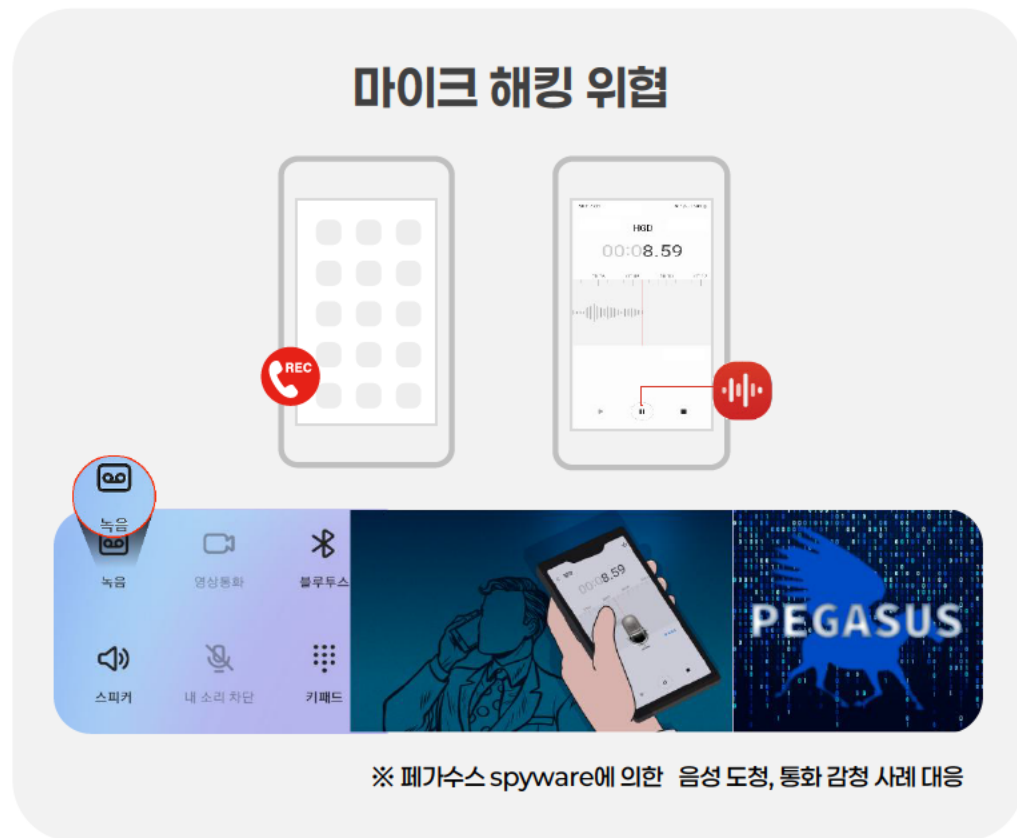 마이크 해킹 위협
HGD
00:08.59
REC
녹음
녹음
영상통화
블루투스
스피커
내 소리 차단
키패드
00:08.59
PEGASUS
※ 페가수스 spyware에 의한 음성 도청, 통화 감청 사례 대응